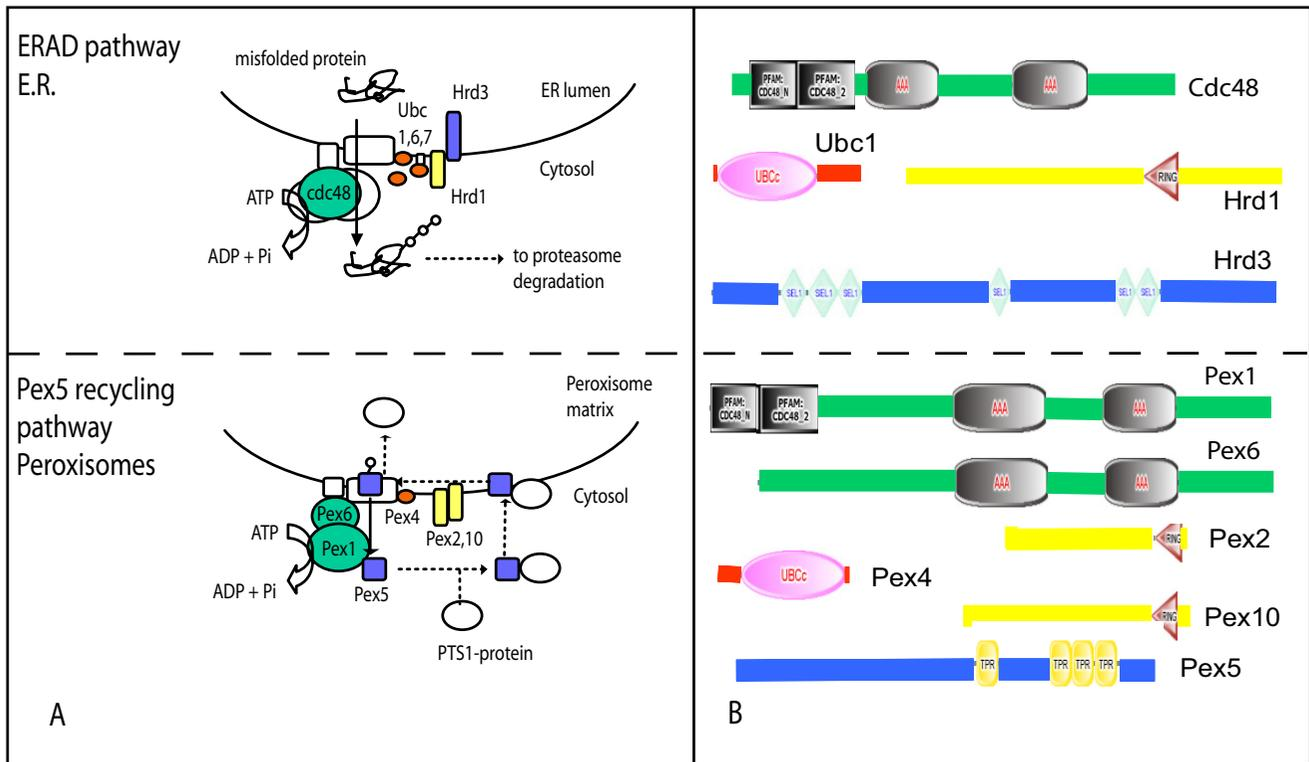 ERAD pathway
E.R.
misfolded protein
Hrd3
ER lumen
Ubc
1,6,7
Cytosol
ATP
cdc48
Hrd1
ADP + Pi
to proteasome
degradation
Pex5 recycling
pathway
Peroxisomes
Peroxisome
matrix
Cytosol
Pex6
Pex4
ATP
Pex1
Pex2,10
ADP + Pi
Pex5
PTS1-protein
A
PFAM:
CDC48_N
PFAM:
CDC48_2
AAA
AAA
Cdc48
Ubc1
UBCc
RING
Hrd1
Hrd3
SEL1
SEL1
SEL1
SEL1
SEL1
SEL1
Pex1
PFAM:
CDC48_N
PFAM:
CDC48_2
AAA
AAA
Pex6
AAA
AAA
RING
Pex2
UBCc
Pex4
RING
Pex10
TPR
TPR
TPR
TPR
Pex5
B